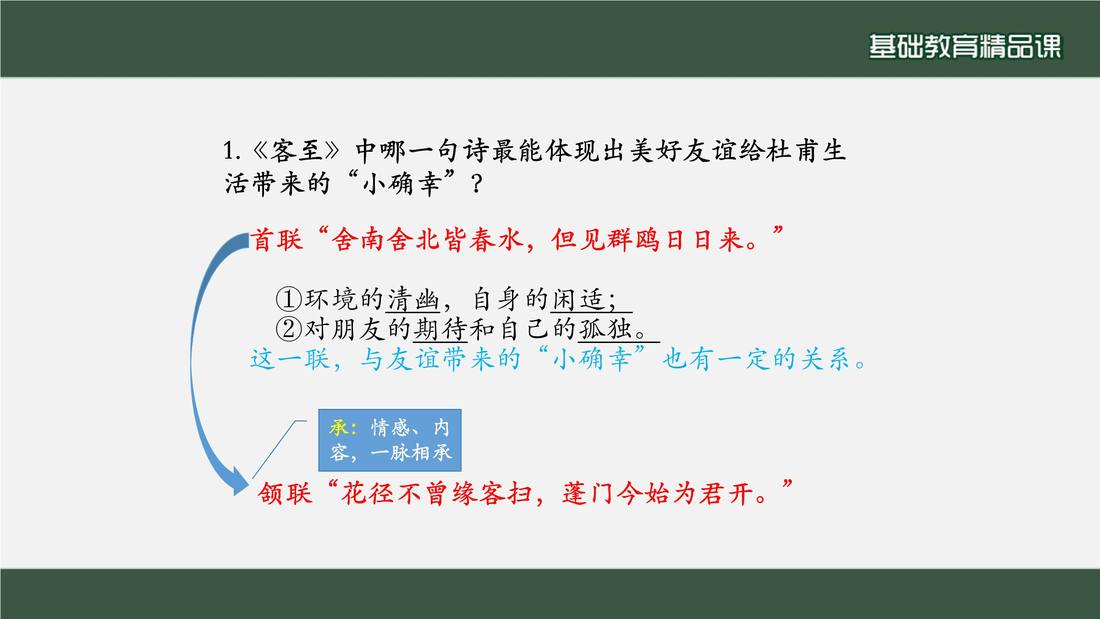 基础教育精品课
1.《客至》中哪一句诗最能体现出美好友谊给杜甫生
活带来的“小确幸”？
首联“舍南舍北皆春水，但见群鸥日日来。”
①环境的清幽，自身的闲适；
②对朋友的期待和自己的孤独。
这一联，与友谊带来的“小确幸”也有一定的关系。
承：情感、内
容，一脉相承
颔联“花径不曾缘客扫，蓬门今始为君开。”